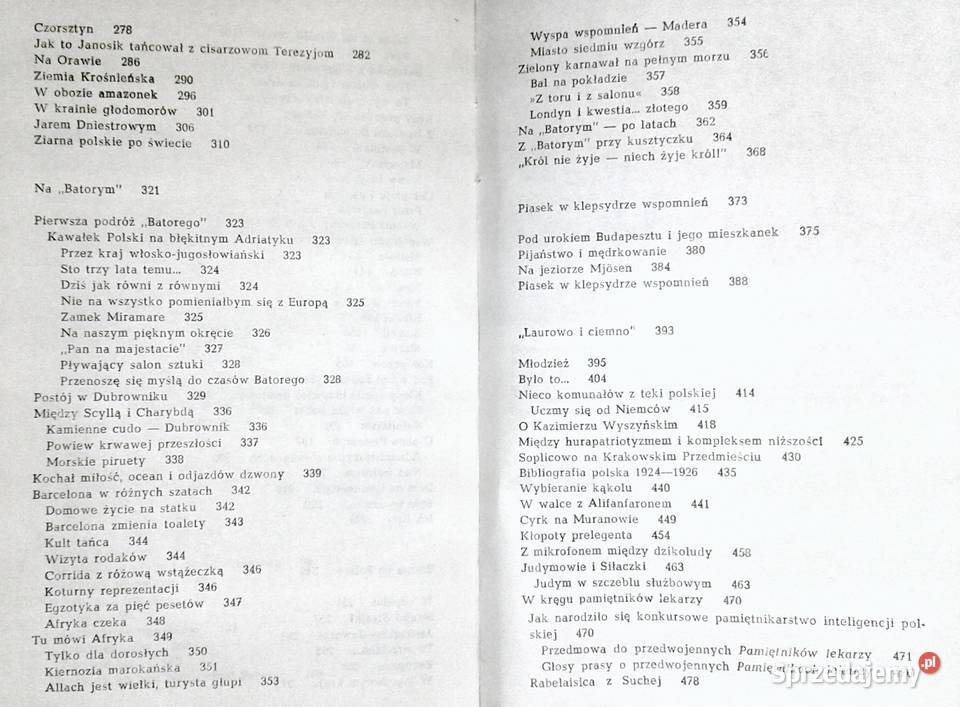 Czorsztyn 278
Jak to Janosik tańcował z cisarzowom Terezyjom 282
Na Orawie 286
Ziemia Krośnieńska 290
W obozie amazonek 296
W krainie głodomorów 301
Jarem Dniestrowym 306
Ziarna polskie po świecie 310
Na „Batorym" 321
Pierwsza podróż „Batorego" 323
Kawałek Polski na błękitnym Adriatyku 323
Przez kraj włosko-jugosłowiański 323
Sto trzy lata temu... 324
Dziś jak równi z równymi 324
Nie na wszystko pomieniałbym się z Europą 325
Zamek Miramare 325
Na naszym pięknym okręcie 326
„Pan na majestacie" 327
Pływający salon sztuki 328
Przenoszę się myślą do czasów Batorego 328
Postój w Dubrowniku 329
Między Scyllą i Charybdą 336
Kamienne cudo — Dubrownik 336
Powiew krwawej przeszłości 337
Morskie piruety 338
Kochał miłość, ocean i odjazdów dzwony 339
Barcelona w różnych szatach 342
Domowe życie na statku 342
Barcelona zmienia toalety 343
Kult tańca 344
Wizyta rodaków 344
Corrida z różową wstążeczką 346
Koturny reprezentacji 346
Egzotyka za pięć pesetów 347
Afryka czeka 348
Tu mówi Afryka 349
Tylko dla dorosłych 350
Kiernozia marokańska 351
Allach jest wielki, turysta głupi 353
Wyspa wspomnień — Madera 354
Miasto siedmiu wzgórz 355
Zielony karnawał na pełnym morzu 356
Bal na pokładzie 357
»Z toru i z salonu« 358
Londyn i kwestia... złotego 359
Na „Batorym" — po latach 362
Z „Batorym" przy kusztyczku 364
„Król nie żyje — niech żyje król!" 368
Piasek w klepsydrze wspomnień 373
Pod urokiem Budapesztu i jego mieszkanek 375
Pijaństwo i mędrkowanie 380
Na jeziorze Mjösen 384
Piasek w klepsydrze wspomnień 388
„Laurowo i ciemno" 393
Młodzież 395
Było to... 404
Nieco komunałów z teki polskiej 414
Uczmy się od Niemców 415
O Kazimierzu Wyszyńskim 418
Między hurapatriotyzmem i kompleksem niższości 425
Soplicowo na Krakowskim Przedmieściu 430
Bibliografia polska 1924—1926 435
Wybieranie kąkolu 440
W walce z Alifanfaronem 441
Cyrk na Muranowie 449
Kłopoty prelegenta 454
Z mikrofonem między dzikoludy 458
Judymowie i Siłaczki 463
Judym w szczeblu służbowym 463
W kręgu pamiętników lekarzy 470
Jak narodziło się konkursowe pamiętnikarstwo inteligencji pol-
skiej 470
Przedmowa do przedwojennych Pamiętników lekarzy 471
Głosy prasy o przedwojennych
Rabelaisica z Suchej 478
Sprzedajemy.pl